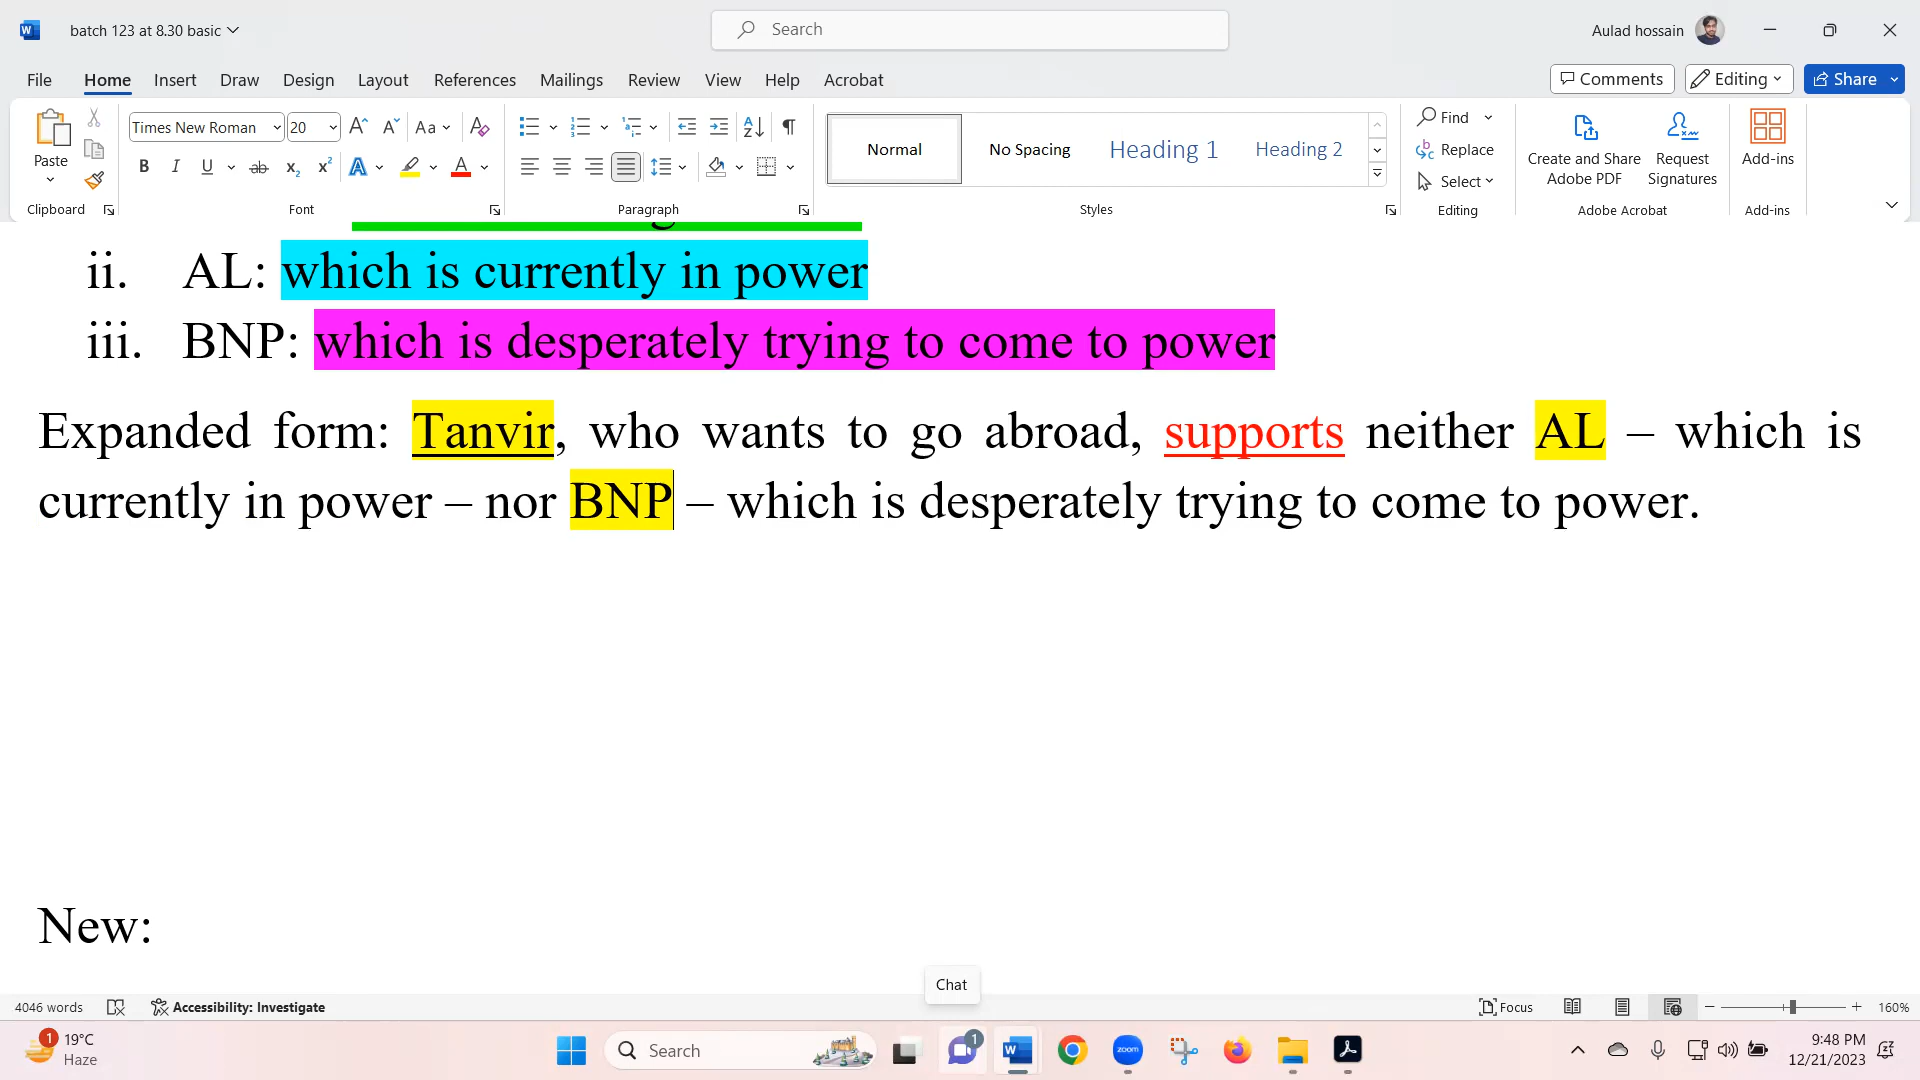 batch 123 at 8.30 basic
Search
Aulad hossain
File Home Insert Draw Design Layout References Mailings Review View Help Acrobat
Comments Editing Share
Paste
Clipboard
Times New Roman 20
Font
Paragraph
Normal No Spacing Heading 1 Heading 2
Styles
Find
Replace
Select
Editing
Create and Share Adobe PDF
Request Signatures
Adobe Acrobat
Add-ins
Add-ins
ii. AL: which is currently in power
iii. BNP: which is desperately trying to come to power
Expanded form: Tanvir, who wants to go abroad, supports neither AL – which is
currently in power – nor BNP – which is desperately trying to come to power.
New:
Chat
4046 words Accessibility: Investigate Focus 160%
1 19°C
Haze
Search
1
zoom
9:48 PM
12/21/2023